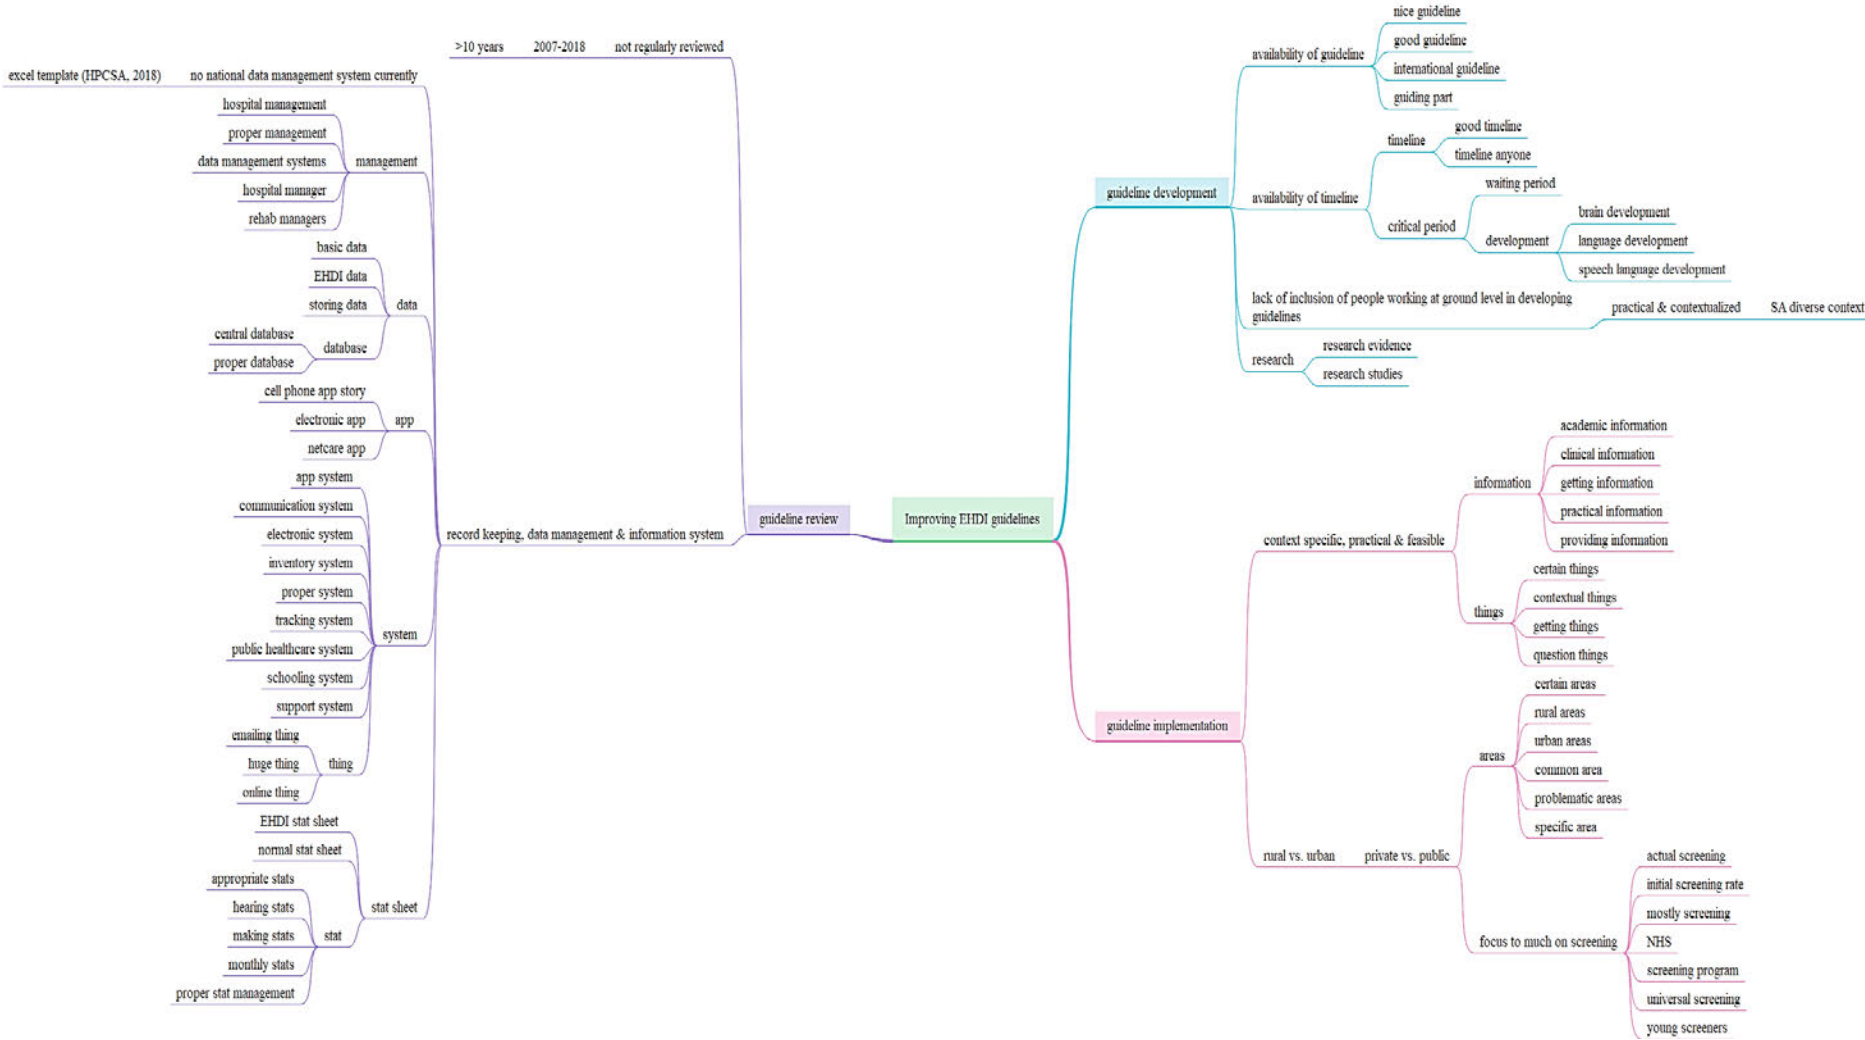 Improving EHDI guidelines
guideline review
>10 years 2007-2018 not regularly reviewed
record keeping, data management & information system
excel template (HPCSA, 2018) no national data management system currently
management
hospital management
proper management
data management systems
hospital manager
rehab managers
data
basic data
EHDI data
storing data
database
central database
proper database
app
cell phone app story
electronic app
netcare app
system
app system
communication system
electronic system
inventory system
proper system
tracking system
public healthcare system
schooling system
support system
thing
emailing thing
huge thing
online thing
stat sheet
EHDI stat sheet
normal stat sheet
stat
appropriate stats
hearing stats
making stats
monthly stats
proper stat management
guideline development
availability of guideline
nice guideline
good guideline
international guideline
guiding part
availability of timeline
timeline
good timeline
timeline anyone
critical period
waiting period
development
brain development
language development
speech language development
lack of inclusion of people working at ground level in developing
guidelines
practical & contextualized SA diverse context
research
research evidence
research studies
guideline implementation
context specific, practical & feasible
information
academic information
clinical information
getting information
practical information
providing information
things
certain things
contextual things
getting things
question things
rural vs. urban private vs. public
areas
certain areas
rural areas
urban areas
common area
problematic areas
specific area
focus to much on screening
actual screening
initial screening rate
mostly screening
NHS
screening program
universal screening
young screeners